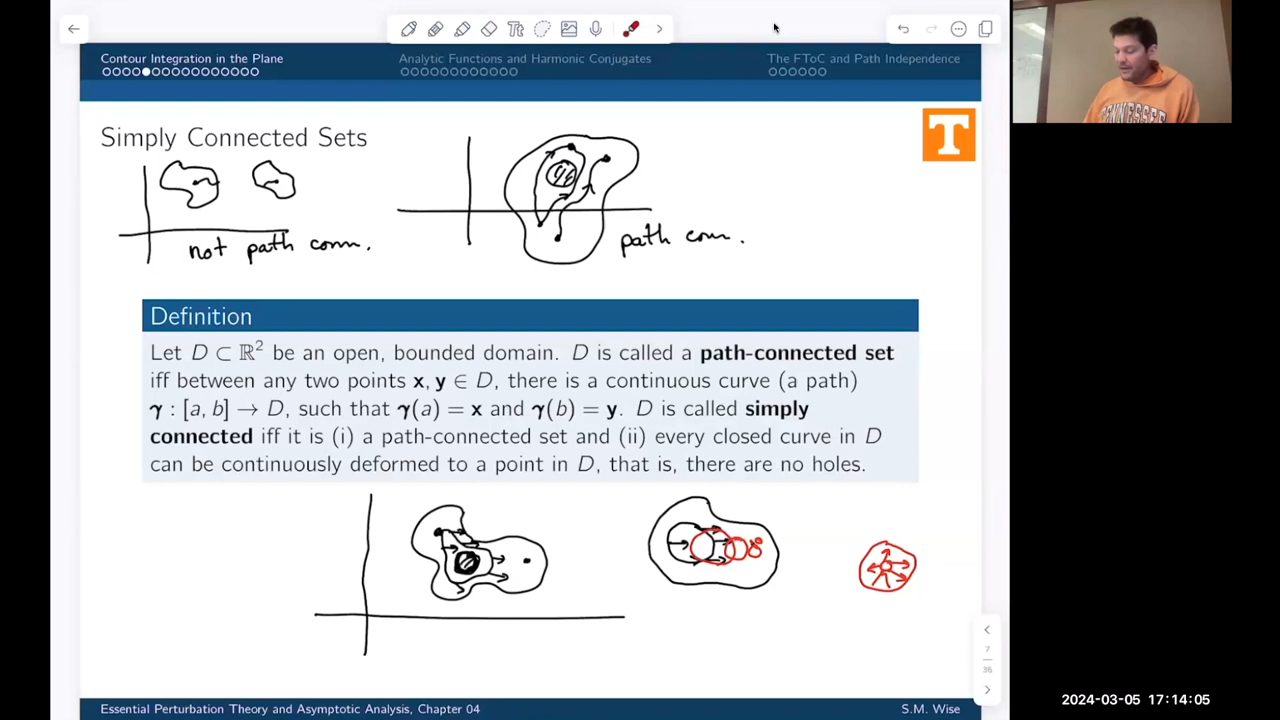 Contour Integration in the Plane
Analytic Functions and Harmonic Conjugates
The FToC and Path Independence
Simply Connected Sets
T
TENNESSEE
not path conn.
path conn.
Definition
Let D ⊂ ℝ² be an open, bounded domain. D is called a path-connected set
iff between any two points x, y ∈ D, there is a continuous curve (a path)
γ : [a, b] → D, such that γ(a) = x and γ(b) = y. D is called simply
connected iff it is (i) a path-connected set and (ii) every closed curve in D
can be continuously deformed to a point in D, that is, there are no holes.
7
36
2024-03-05 17:14:05
Essential Perturbation Theory and Asymptotic Analysis, Chapter 04
S.M. Wise